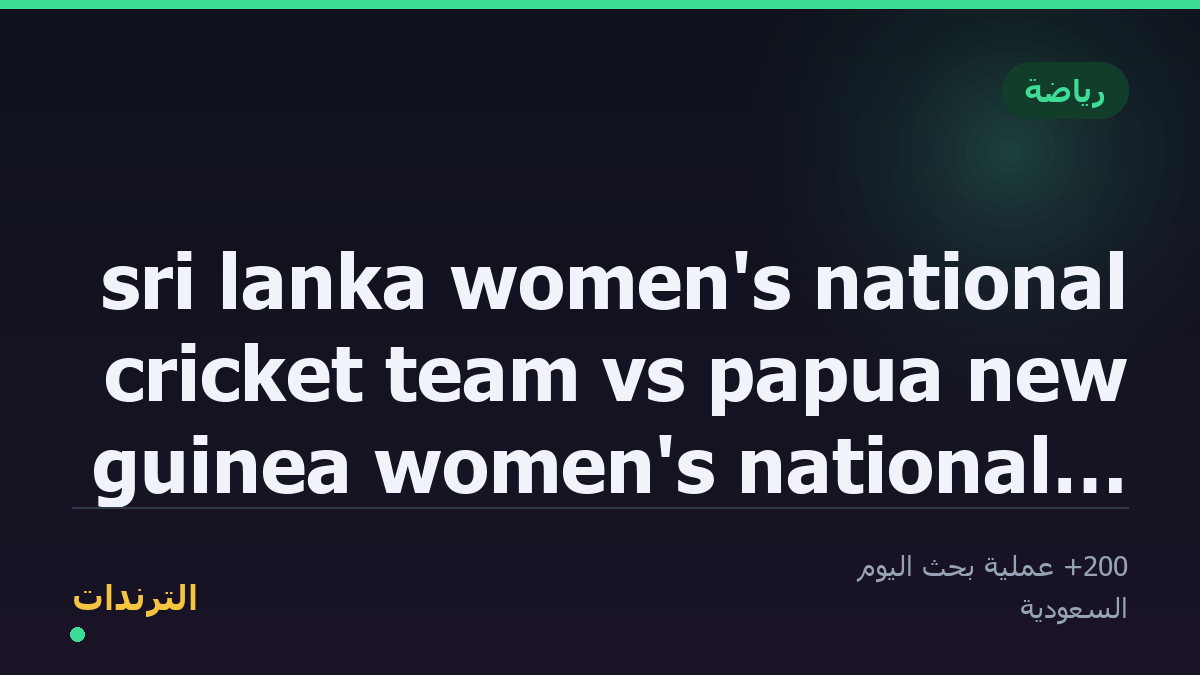 رياضة
sri lanka women's national
cricket team vs papua new
guinea women's national...
200+ عملية بحث اليوم
السعودية
الترندات